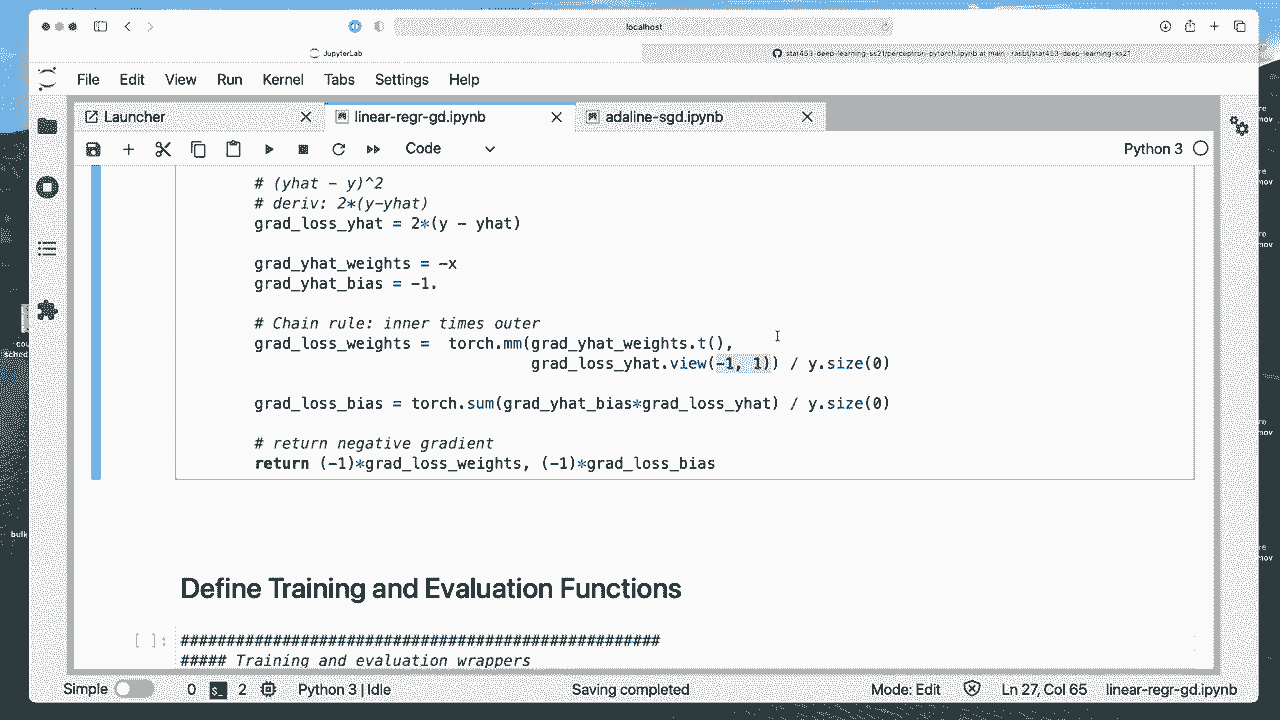 localhost
JupyterLab
stat453-deep-learning-ss21/perceptron-pytorch.ipynb at main · rasbt/stat453-deep-learning-ss21
File Edit View Run Kernel Tabs Settings Help
Launcher
linear-regr-gd.ipynb
adaline-sgd.ipynb
Code
Python 3
# (yhat - y)^2
# deriv: 2*(y-yhat)
grad_loss_yhat = 2*(y - yhat)
grad_yhat_weights = -x
grad_yhat_bias = -1.
# Chain rule: inner times outer
grad_loss_weights =  torch.mm(grad_yhat_weights.t(),
grad_loss_yhat.view(-1, 1)) / y.size(0)
grad_loss_bias = torch.sum(grad_yhat_bias*grad_loss_yhat) / y.size(0)
# return negative gradient
return (-1)*grad_loss_weights, (-1)*grad_loss_bias
Define Training and Evaluation Functions
[ ]:
####################################################
##### Training and evaluation wrappers
Simple 0 2 Python 3 | Idle Saving completed Mode: Edit Ln 27, Col 65 linear-regr-gd.ipynb